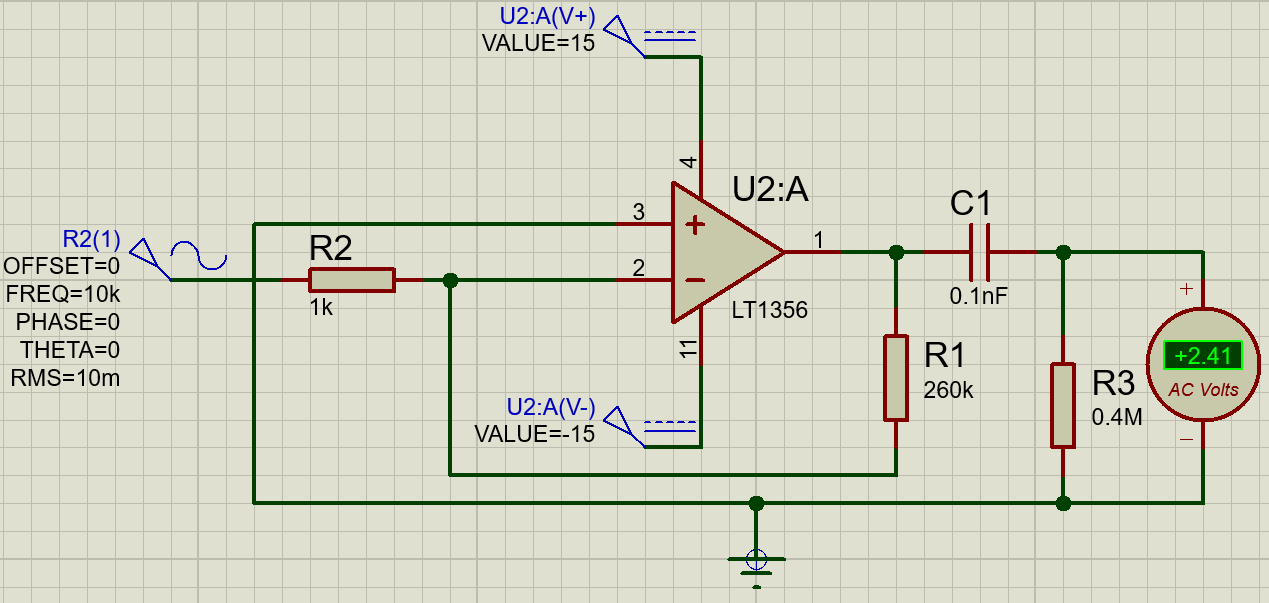 U2:A(V+)
VALUE=15
4
U2:A
3
+
1
C1
0.1nF
R2(1)
OFFSET=0
FREQ=10k
PHASE=0
THETA=0
RMS=10m
R2
1k
2
−
LT1356
11
+
+2.41
AC Volts
−
R1
260k
R3
0.4M
U2:A(V-)
VALUE=-15